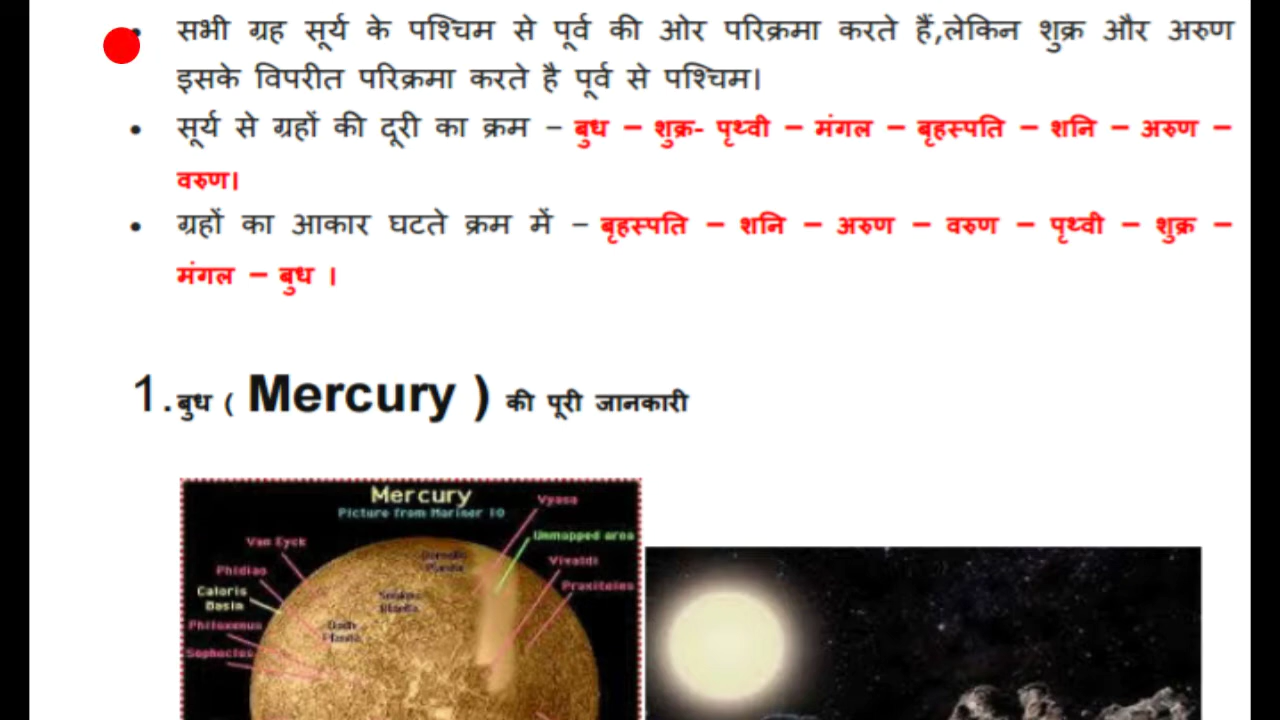 सभी ग्रह सूर्य के पश्चिम से पूर्व की ओर परिक्रमा करते हैं,लेकिन शुक्र और अरुण
इसके विपरीत परिक्रमा करते है पूर्व से पश्चिम।
• सूर्य से ग्रहों की दूरी का क्रम – बुध – शुक्र- पृथ्वी – मंगल – बृहस्पति – शनि – अरुण –
वरुण।
• ग्रहों का आकार घटते क्रम में – बृहस्पति – शनि – अरुण – वरुण – पृथ्वी – शुक्र –
मंगल – बुध ।
1.बुध ( Mercury ) की पूरी जानकारी
Mercury
Picture from Mariner 10
Vyasa
Unmapped area
Van Eyck
Vivaldi
Phidias
Praxiteles
Caloris
Basin
Philoxenus
Sophocles